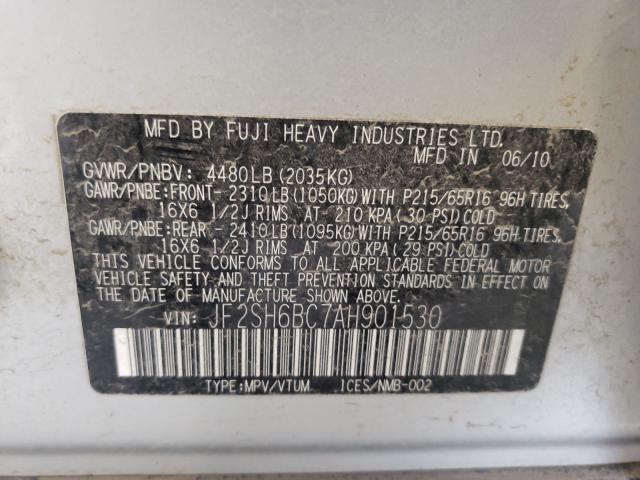 MFD BY FUJI HEAVY INDUSTRIES LTD.
MFD IN 06/10
GVWR/PNBV: 4480LB(2035KG)
GAWR/PNBE:FRONT- 2310LB(1050KG)WITH P215/65R16 96H TIRES,
16X6 1/2J RIMS AT 210 KPA(30 PSI)COLD
GAWR/PNBE:REAR - 2410LB(1095KG)WITH P215/65R16 96H TIRES,
16X6 1/2J RIMS AT 200 KPA(29 PSI)COLD
THIS VEHICLE CONFORMS TO ALL APPLICABLE FEDERAL MOTOR
VEHICLE SAFETY AND THEFT PREVENTION STANDARDS IN EFFECT ON
THE DATE OF MANUFACTURE SHOWN ABOVE.
VIN: JF2SH6BC7AH901530
TYPE:MPV/VTUM ICES/NMB-002